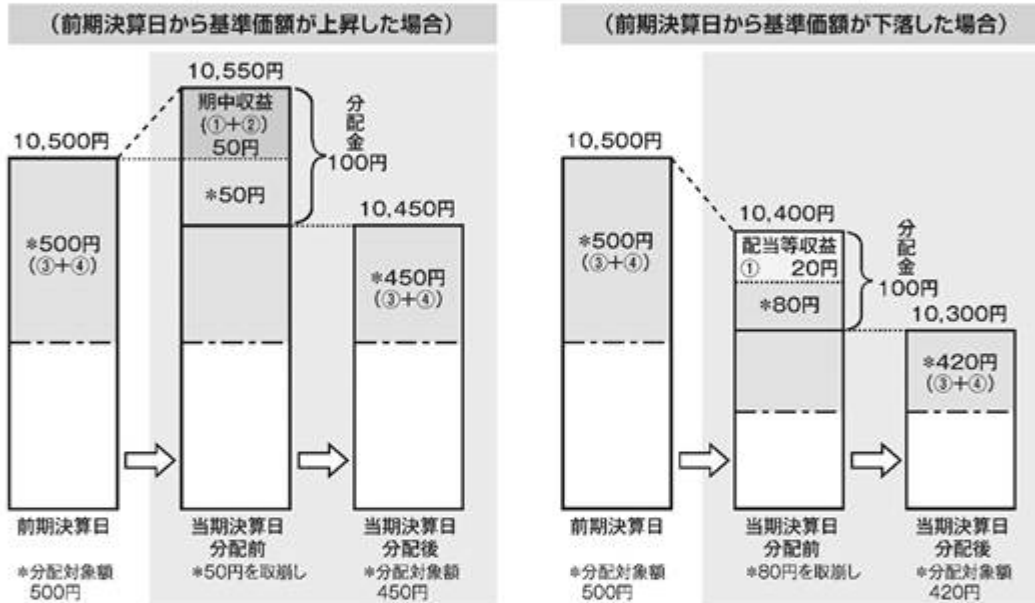 (前期決算日から基準価額が上昇した場合)
10,550円
期中収益
(①+②)
50円
*50円
分配金
100円
10,500円
*500円
(③+④)
10,450円
*450円
(③+④)
前期決算日
*分配対象額
500円
当期決算日
分配前
*50円を取崩し
当期決算日
分配後
*分配対象額
450円
(前期決算日から基準価額が下落した場合)
10,500円
*500円
(③+④)
10,400円
配当等収益
① 20円
*80円
分配金
100円
10,300円
*420円
(③+④)
前期決算日
*分配対象額
500円
当期決算日
分配前
*80円を取崩し
当期決算日
分配後
*分配対象額
420円